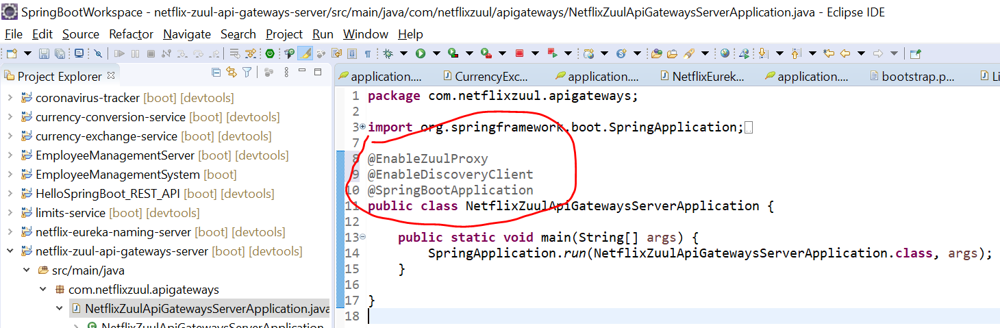 SpringBootWorkspace - netflix-zuul-api-gateways-server/src/main/java/com/netflixzuul/apigateways/NetflixZuulApiGatewaysServerApplication.java - Eclipse IDE
File Edit Source Refactor Navigate Search Project Run Window Help
Project Explorer
coronavirus-tracker [boot] [devtools]
currency-conversion-service [boot] [devtools]
currency-exchange-service [boot] [devtools]
EmployeeManagementServer [boot] [devtools]
EmployeeManagementSystem [boot]
HelloSpringBoot_REST_API [boot] [devtools]
limits-service [boot] [devtools]
netflix-eureka-naming-server [boot] [devtools]
netflix-zuul-api-gateways-server [boot] [devtools]
src/main/java
com.netflixzuul.apigateways
NetflixZuulApiGatewaysServerApplication.java
NetflixZuulApiGatewaysServerApplication
application.... CurrencyExc... application.... NetflixEurek... application.... bootstrap.p... Li
1 package com.netflixzuul.apigateways;
2
3 import org.springframework.boot.SpringApplication;
7
8 @EnableZuulProxy
9 @EnableDiscoveryClient
10 @SpringBootApplication
11 public class NetflixZuulApiGatewaysServerApplication {
12
13 public static void main(String[] args) {
14 SpringApplication.run(NetflixZuulApiGatewaysServerApplication.class, args);
15 }
16
17 }
18